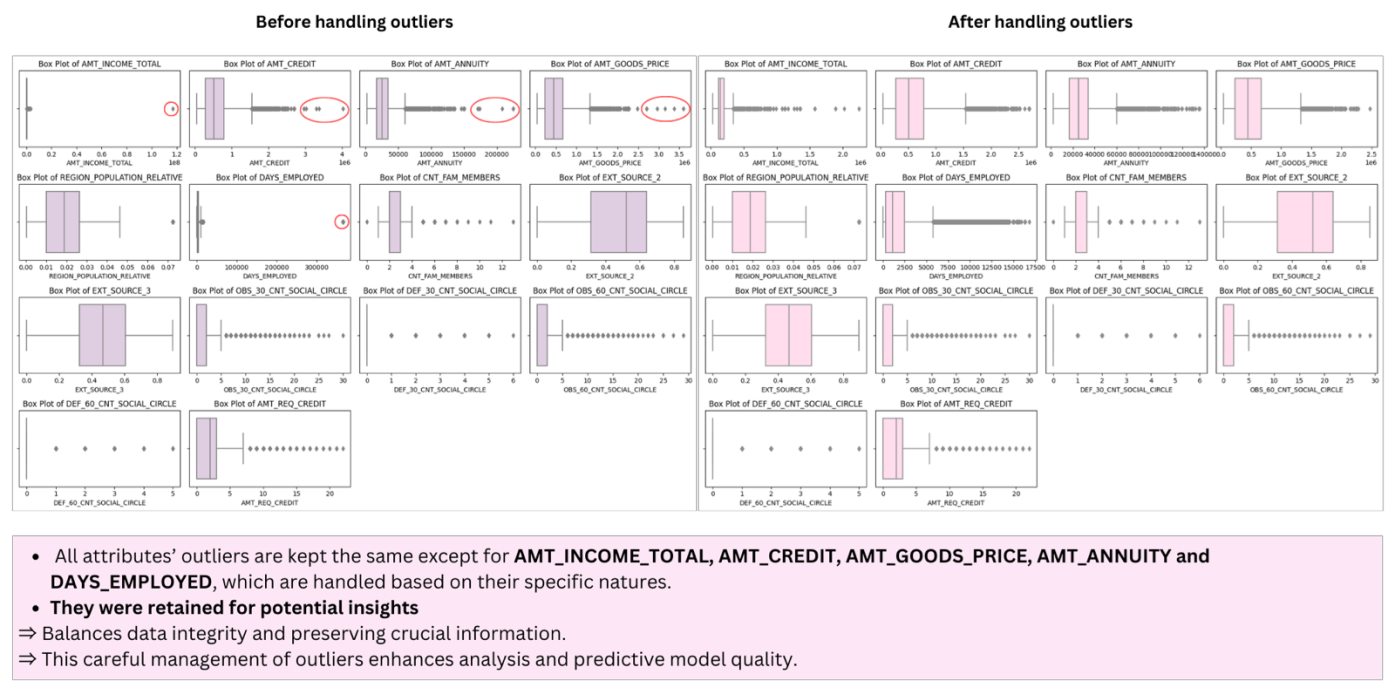 Before handling outliers
After handling outliers
Box Plot of AMT_INCOME_TOTAL
0.0 0.2 0.4 0.6 0.8 1.0 1.2
1e8
AMT_INCOME_TOTAL
Box Plot of AMT_CREDIT
0 1 2 3 4
1e6
AMT_CREDIT
Box Plot of AMT_ANNUITY
0 50000 100000 150000 200000
AMT_ANNUITY
Box Plot of AMT_GOODS_PRICE
0.0 0.5 1.0 1.5 2.0 2.5 3.0 3.5
1e6
AMT_GOODS_PRICE
Box Plot of AMT_INCOME_TOTAL
0.0 0.5 1.0 1.5 2.0
1e6
AMT_INCOME_TOTAL
Box Plot of AMT_CREDIT
0.0 0.5 1.0 1.5 2.0 2.5
1e6
AMT_CREDIT
Box Plot of AMT_ANNUITY
0 20000 40000 60000 80000 100000 120000 140000
AMT_ANNUITY
Box Plot of AMT_GOODS_PRICE
0.0 0.5 1.0 1.5 2.0 2.5
1e6
AMT_GOODS_PRICE
Box Plot of REGION_POPULATION_RELATIVE
0.00 0.01 0.02 0.03 0.04 0.05 0.06 0.07
REGION_POPULATION_RELATIVE
Box Plot of DAYS_EMPLOYED
0 100000 200000 300000
DAYS_EMPLOYED
Box Plot of CNT_FAM_MEMBERS
0 2 4 6 8 10 12
CNT_FAM_MEMBERS
Box Plot of EXT_SOURCE_2
0.0 0.2 0.4 0.6 0.8
EXT_SOURCE_2
Box Plot of REGION_POPULATION_RELATIVE
0.00 0.01 0.02 0.03 0.04 0.05 0.06 0.07
REGION_POPULATION_RELATIVE
Box Plot of DAYS_EMPLOYED
0 2500 5000 7500 10000 12500 15000 17500
DAYS_EMPLOYED
Box Plot of CNT_FAM_MEMBERS
0 2 4 6 8 10 12
CNT_FAM_MEMBERS
Box Plot of EXT_SOURCE_2
0.0 0.2 0.4 0.6 0.8
EXT_SOURCE_2
Box Plot of EXT_SOURCE_3
0.0 0.2 0.4 0.6 0.8
EXT_SOURCE_3
Box Plot of OBS_30_CNT_SOCIAL_CIRCLE
0 5 10 15 20 25 30
OBS_30_CNT_SOCIAL_CIRCLE
Box Plot of DEF_30_CNT_SOCIAL_CIRCLE
0 1 2 3 4 5 6
DEF_30_CNT_SOCIAL_CIRCLE
Box Plot of OBS_60_CNT_SOCIAL_CIRCLE
0 5 10 15 20 25 30
OBS_60_CNT_SOCIAL_CIRCLE
Box Plot of EXT_SOURCE_3
0.0 0.2 0.4 0.6 0.8
EXT_SOURCE_3
Box Plot of OBS_30_CNT_SOCIAL_CIRCLE
0 5 10 15 20 25 30
OBS_30_CNT_SOCIAL_CIRCLE
Box Plot of DEF_30_CNT_SOCIAL_CIRCLE
0 1 2 3 4 5 6
DEF_30_CNT_SOCIAL_CIRCLE
Box Plot of OBS_60_CNT_SOCIAL_CIRCLE
0 5 10 15 20 25 30
OBS_60_CNT_SOCIAL_CIRCLE
Box Plot of DEF_60_CNT_SOCIAL_CIRCLE
0 1 2 3 4 5
DEF_60_CNT_SOCIAL_CIRCLE
Box Plot of AMT_REQ_CREDIT
0 5 10 15 20
AMT_REQ_CREDIT
Box Plot of DEF_60_CNT_SOCIAL_CIRCLE
0 1 2 3 4 5
DEF_60_CNT_SOCIAL_CIRCLE
Box Plot of AMT_REQ_CREDIT
0 5 10 15 20
AMT_REQ_CREDIT
• All attributes’ outliers are kept the same except for AMT_INCOME_TOTAL, AMT_CREDIT, AMT_GOODS_PRICE, AMT_ANNUITY and
DAYS_EMPLOYED, which are handled based on their specific natures.
• They were retained for potential insights
⇒ Balances data integrity and preserving crucial information.
⇒ This careful management of outliers enhances analysis and predictive model quality.